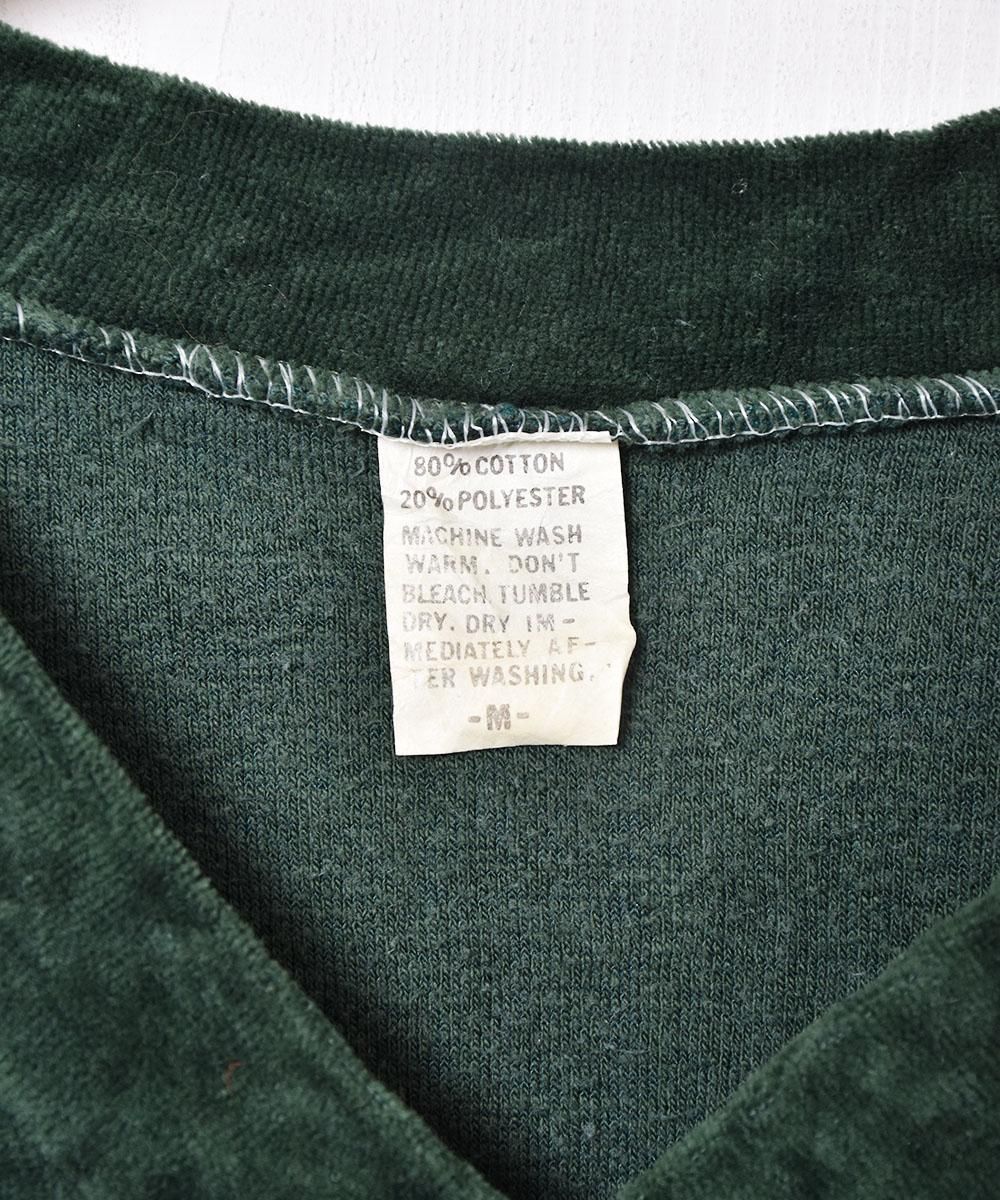 80% COTTON
20% POLYESTER
MACHINE WASH
WARM. DON'T
BLEACH. TUMBLE
DRY. DRY IM-
MEDIATELY AF-
TER WASHING.
-M-